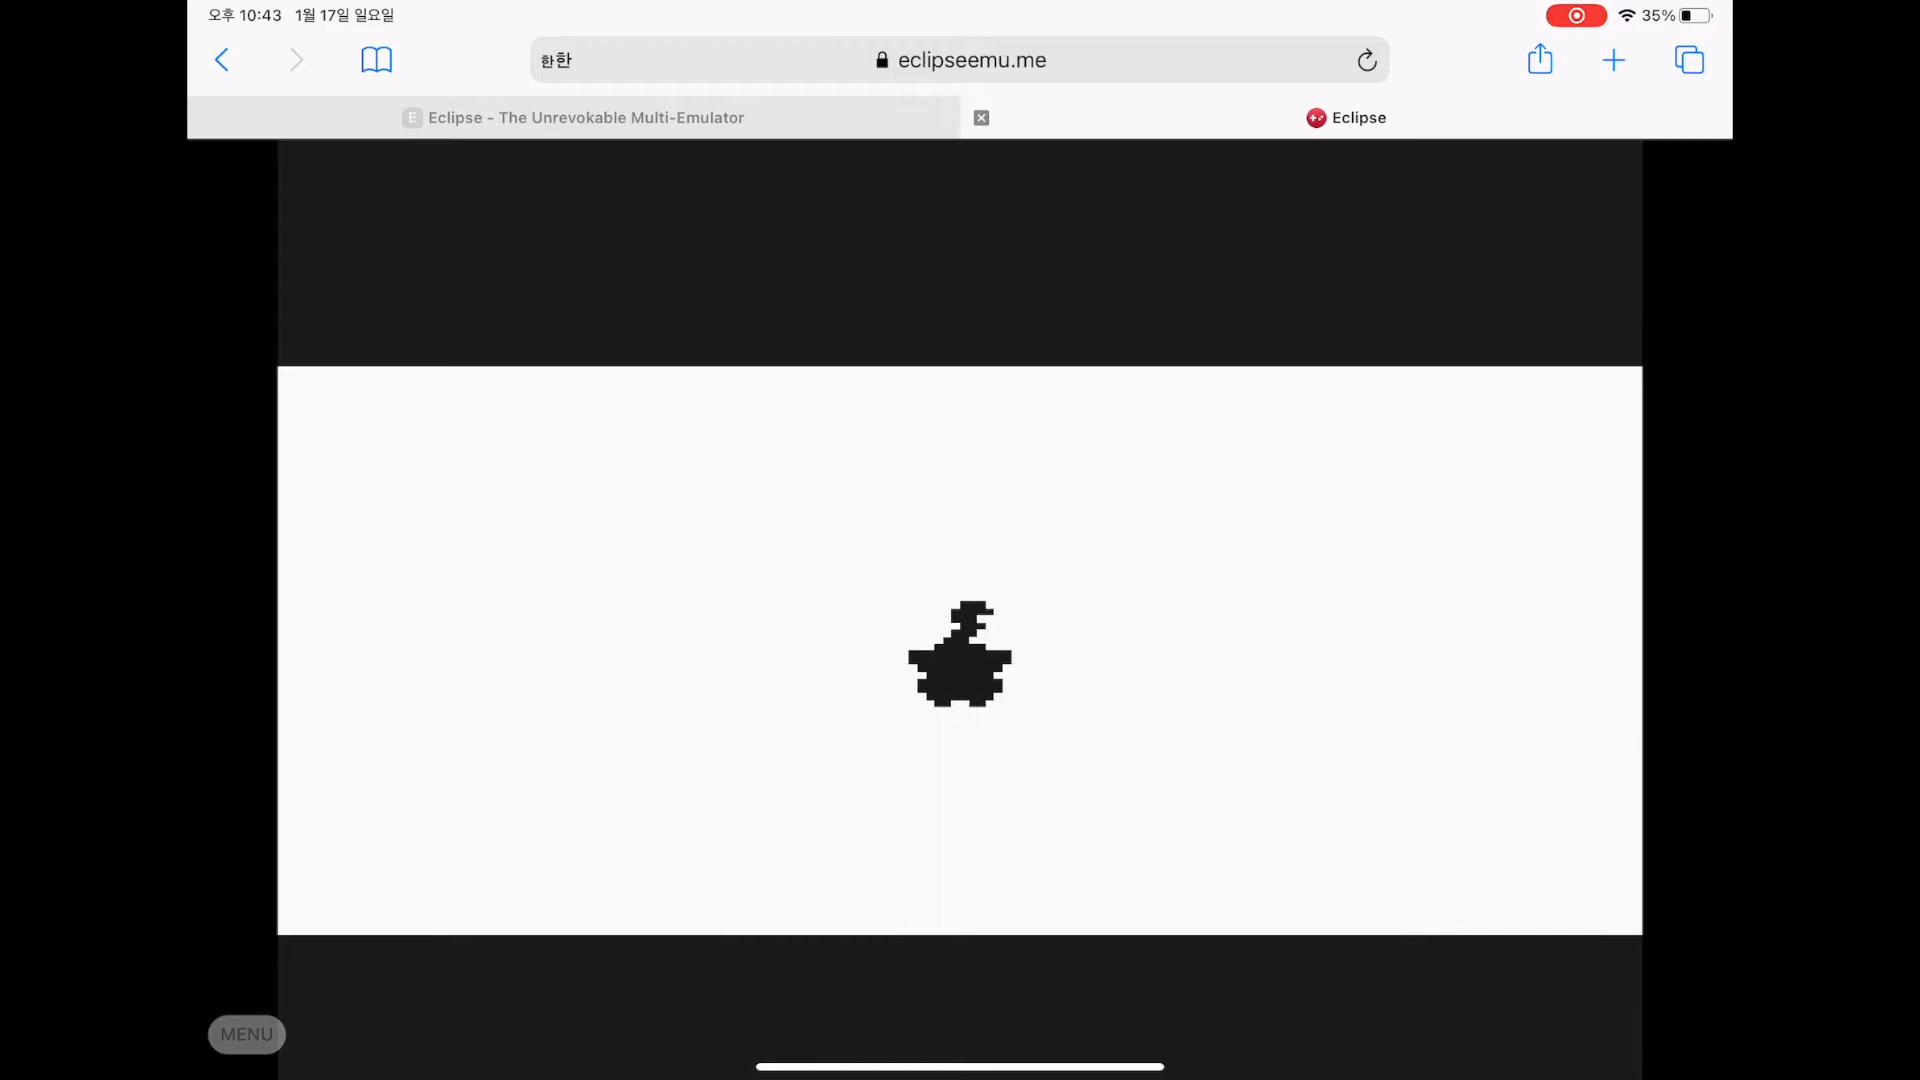 오후 10:43 1월 17일 일요일
35%
한한
eclipseemu.me
E Eclipse - The Unrevokable Multi-Emulator
Eclipse
MENU